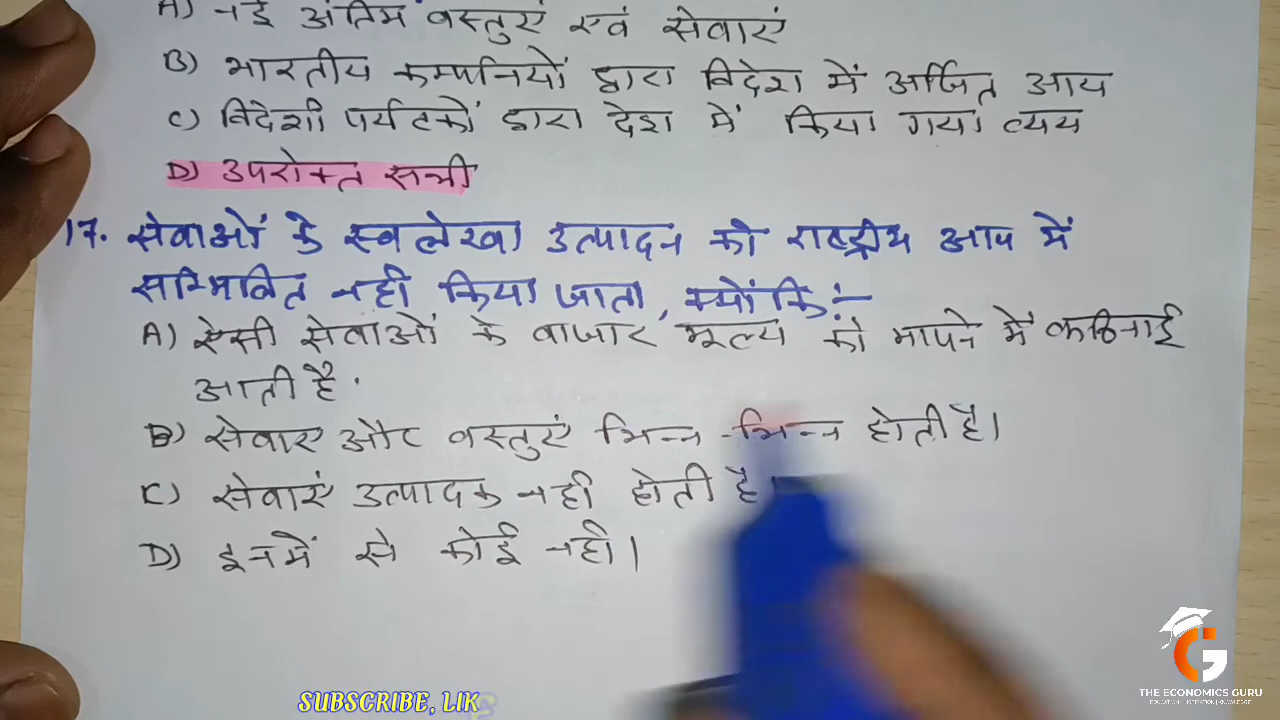 A) नई अंतिम वस्तुएं एवं सेवाएं
B) भारतीय कम्पनियों द्वारा विदेश में अर्जित आय
C) विदेशी पर्यटकों द्वारा देश में किया गया व्यय
D) उपरोक्त सभी
17. सेवाओं के स्वलेखा उत्पादन को राष्ट्रीय आय में
सम्मिलित नही किया जाता, क्योंकि:-
A) ऐसी सेवाओं के बाजार मूल्य को मापने में कठिनाई
आती है.
B) सेवाएं और वस्तुएं भिन्न-भिन्न होती है।
C) सेवाएं उत्पादक नही होती है।
D) इनमें से कोई नही।
SUBSCRIBE, LIK
G
THE ECONOMICS GURU